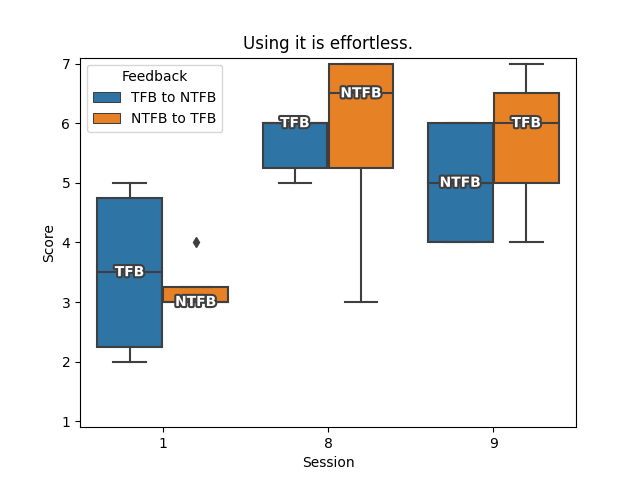 Using it is effortless.
Feedback
TFB to NTFB
NTFB to TFB
Score
7
6
5
4
3
2
1
TFB
NTFB
TFB
NTFB
NTFB
TFB
1 8 9
Session